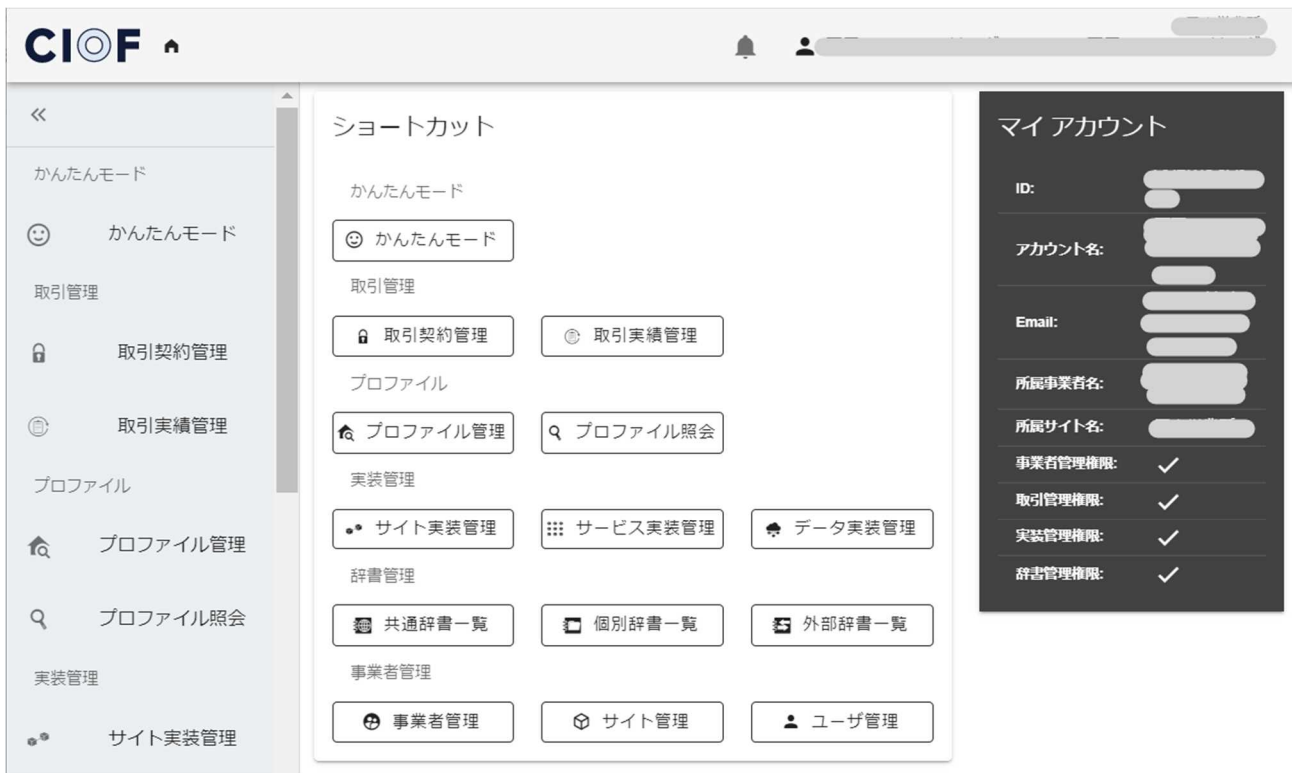 CIOF
«
かんたんモード
かんたんモード
取引管理
取引契約管理
取引実績管理
プロファイル
プロファイル管理
プロファイル照会
実装管理
サイト実装管理
ショートカット
かんたんモード
かんたんモード
取引管理
取引契約管理 取引実績管理
プロファイル
プロファイル管理 プロファイル照会
実装管理
サイト実装管理 サービス実装管理 データ実装管理
辞書管理
共通辞書一覧 個別辞書一覧 外部辞書一覧
事業者管理
事業者管理 サイト管理 ユーザ管理
マイ アカウント
ID:
アカウント名:
Email:
所属事業者名:
所属サイト名:
事業者管理権限:
取引管理権限:
実装管理権限:
辞書管理権限: